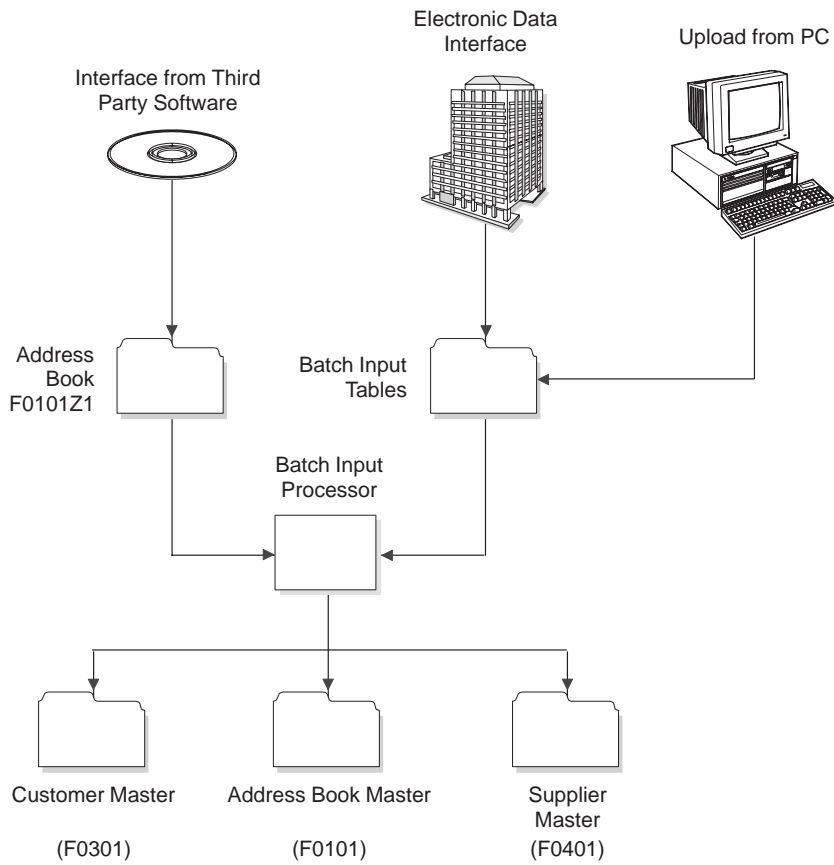 Electronic Data
Interface
Upload from PC
Interface from Third
Party Software
Address
Book
F0101Z1
Batch Input
Tables
Batch Input
Processor
Customer Master
(F0301)
Address Book Master
(F0101)
Supplier
Master
(F0401)